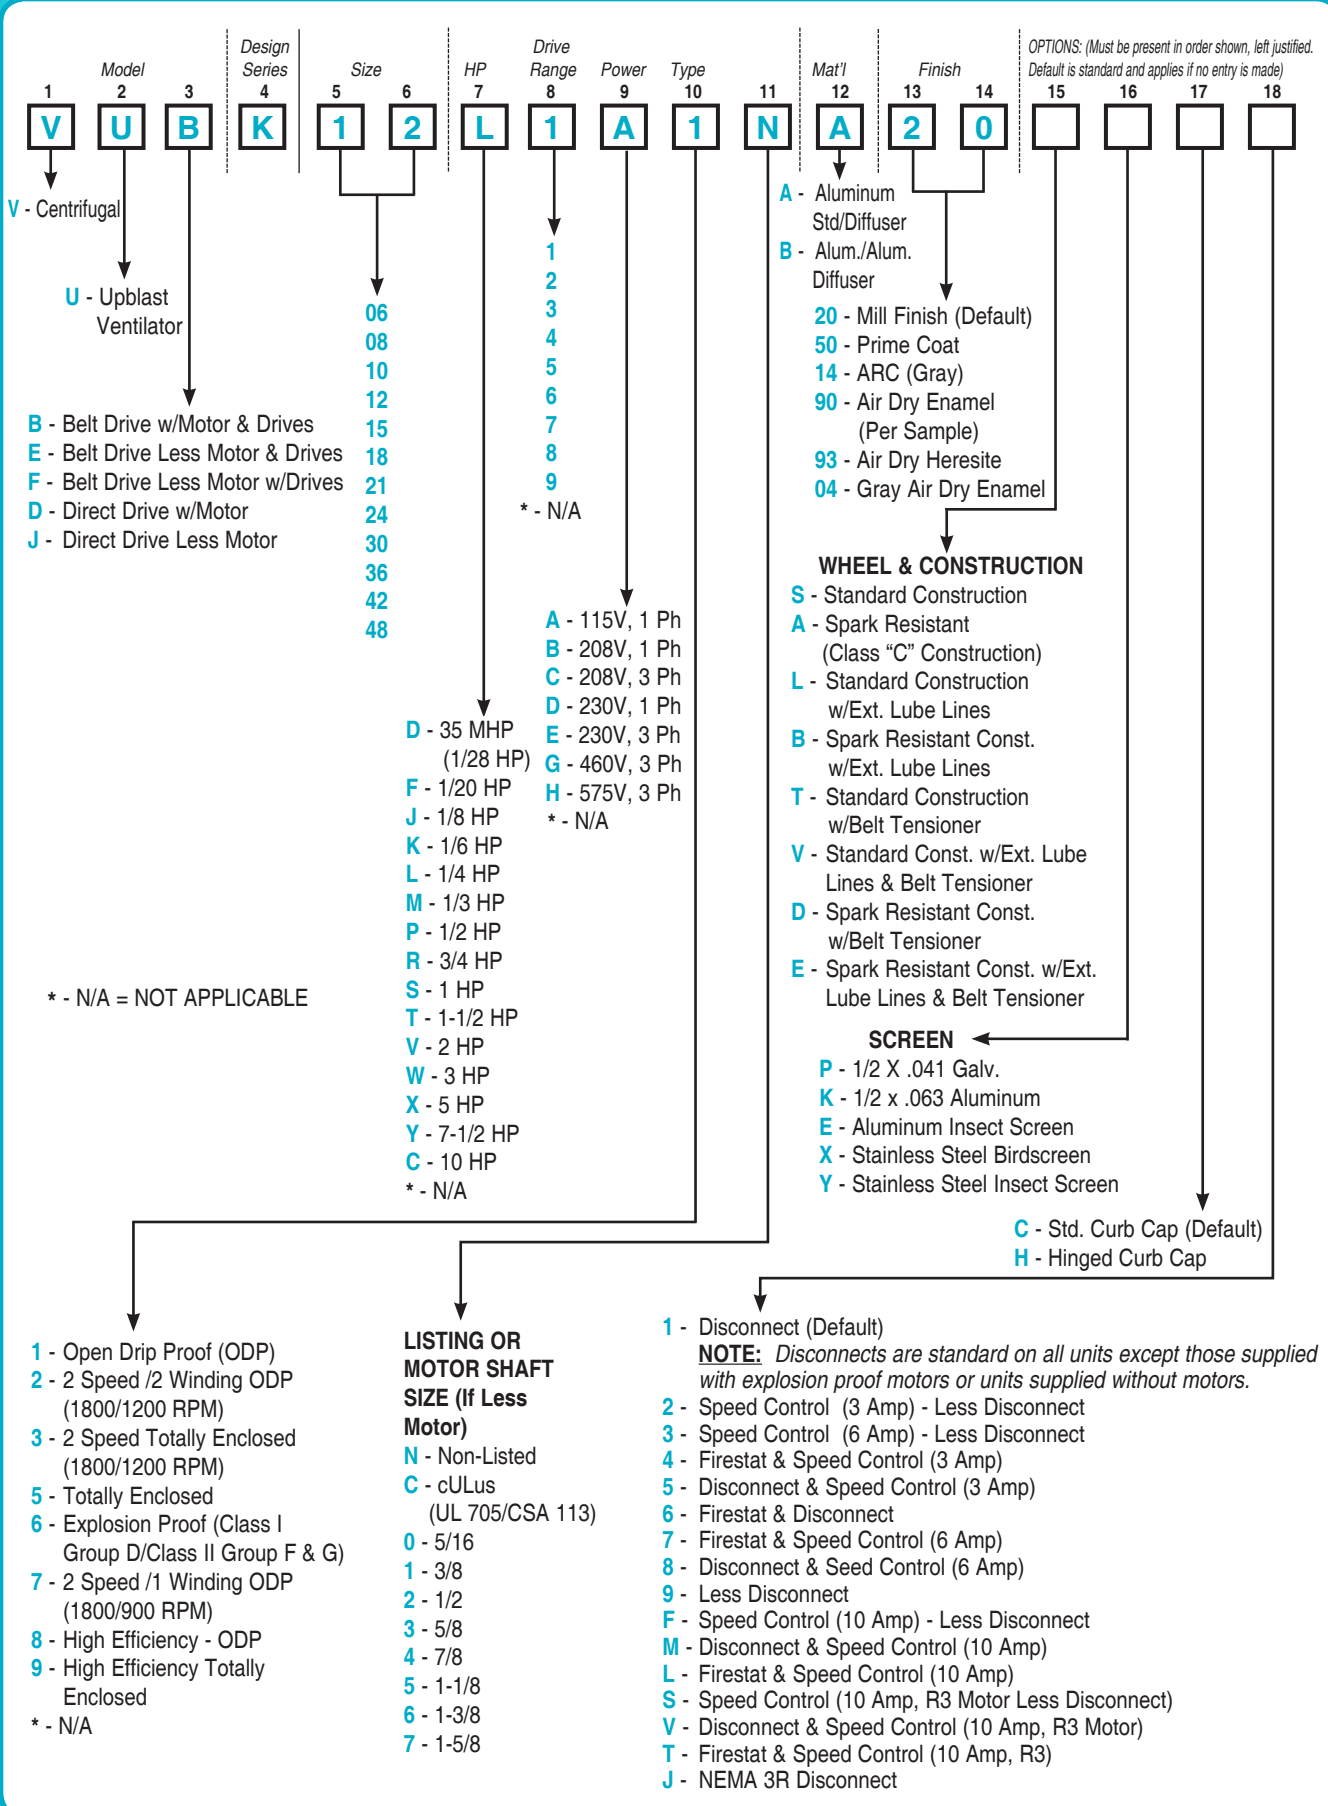 Model
Design Series
Size
HP
Drive Range
Power
Type
Mat'l
Finish
OPTIONS: (Must be present in order shown, left justified.
Default is standard and applies if no entry is made)
1 2 3 4 5 6 7 8 9 10 11 12 13 14 15 16 17 18
V U B K 1 2 L 1 A 1 N A 2 0
V - Centrifugal
U - Upblast
Ventilator
B - Belt Drive w/Motor & Drives
E - Belt Drive Less Motor & Drives
F - Belt Drive Less Motor w/Drives
D - Direct Drive w/Motor
J - Direct Drive Less Motor
06
08
10
12
15
18
21
24
30
36
42
48
D - 35 MHP
(1/28 HP)
F - 1/20 HP
J - 1/8 HP
K - 1/6 HP
L - 1/4 HP
M - 1/3 HP
P - 1/2 HP
R - 3/4 HP
S - 1 HP
T - 1-1/2 HP
V - 2 HP
W - 3 HP
X - 5 HP
Y - 7-1/2 HP
C - 10 HP
* - N/A
1
2
3
4
5
6
7
8
9
* - N/A
A - 115V, 1 Ph
B - 208V, 1 Ph
C - 208V, 3 Ph
D - 230V, 1 Ph
E - 230V, 3 Ph
G - 460V, 3 Ph
H - 575V, 3 Ph
* - N/A
A - Aluminum
Std/Diffuser
B - Alum./Alum.
Diffuser
20 - Mill Finish (Default)
50 - Prime Coat
14 - ARC (Gray)
90 - Air Dry Enamel
(Per Sample)
93 - Air Dry Heresite
04 - Gray Air Dry Enamel
WHEEL & CONSTRUCTION
S - Standard Construction
A - Spark Resistant
(Class “C” Construction)
L - Standard Construction
w/Ext. Lube Lines
B - Spark Resistant Const.
w/Ext. Lube Lines
T - Standard Construction
w/Belt Tensioner
V - Standard Const. w/Ext. Lube
Lines & Belt Tensioner
D - Spark Resistant Const.
w/Belt Tensioner
E - Spark Resistant Const. w/Ext.
Lube Lines & Belt Tensioner
SCREEN
P - 1/2 X .041 Galv.
K - 1/2 x .063 Aluminum
E - Aluminum Insect Screen
X - Stainless Steel Birdscreen
Y - Stainless Steel Insect Screen
C - Std. Curb Cap (Default)
H - Hinged Curb Cap
* - N/A = NOT APPLICABLE
1 - Open Drip Proof (ODP)
2 - 2 Speed /2 Winding ODP
(1800/1200 RPM)
3 - 2 Speed Totally Enclosed
(1800/1200 RPM)
5 - Totally Enclosed
6 - Explosion Proof (Class I
Group D/Class II Group F & G)
7 - 2 Speed /1 Winding ODP
(1800/900 RPM)
8 - High Efficiency - ODP
9 - High Efficiency Totally
Enclosed
* - N/A
LISTING OR
MOTOR SHAFT
SIZE (If Less
Motor)
N - Non-Listed
C - cULus
(UL 705/CSA 113)
0 - 5/16
1 - 3/8
2 - 1/2
3 - 5/8
4 - 7/8
5 - 1-1/8
6 - 1-3/8
7 - 1-5/8
1 - Disconnect (Default)
NOTE: Disconnects are standard on all units except those supplied
with explosion proof motors or units supplied without motors.
2 - Speed Control (3 Amp) - Less Disconnect
3 - Speed Control (6 Amp) - Less Disconnect
4 - Firestat & Speed Control (3 Amp)
5 - Disconnect & Speed Control (3 Amp)
6 - Firestat & Disconnect
7 - Firestat & Speed Control (6 Amp)
8 - Disconnect & Seed Control (6 Amp)
9 - Less Disconnect
F - Speed Control (10 Amp) - Less Disconnect
M - Disconnect & Speed Control (10 Amp)
L - Firestat & Speed Control (10 Amp)
S - Speed Control (10 Amp, R3 Motor Less Disconnect)
V - Disconnect & Speed Control (10 Amp, R3 Motor)
T - Firestat & Speed Control (10 Amp, R3)
J - NEMA 3R Disconnect